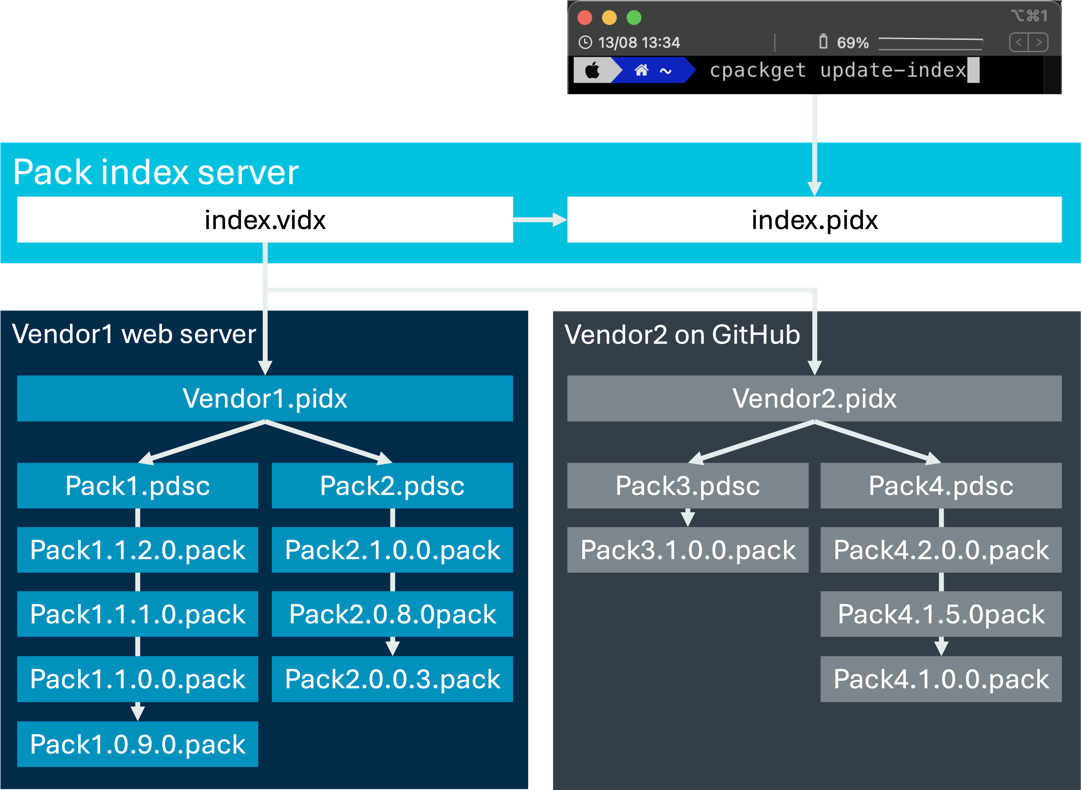 ⌥⌘1
13/08 13:34
69%
~ cpackget update-index
Pack index server
index.vidx
index.pidx
Vendor1 web server
Vendor1.pidx
Pack1.pdsc
Pack2.pdsc
Pack1.1.2.0.pack
Pack2.1.0.0.pack
Pack1.1.1.0.pack
Pack2.0.8.0pack
Pack1.1.0.0.pack
Pack2.0.0.3.pack
Pack1.0.9.0.pack
Vendor2 on GitHub
Vendor2.pidx
Pack3.pdsc
Pack4.pdsc
Pack3.1.0.0.pack
Pack4.2.0.0.pack
Pack4.1.5.0pack
Pack4.1.0.0.pack